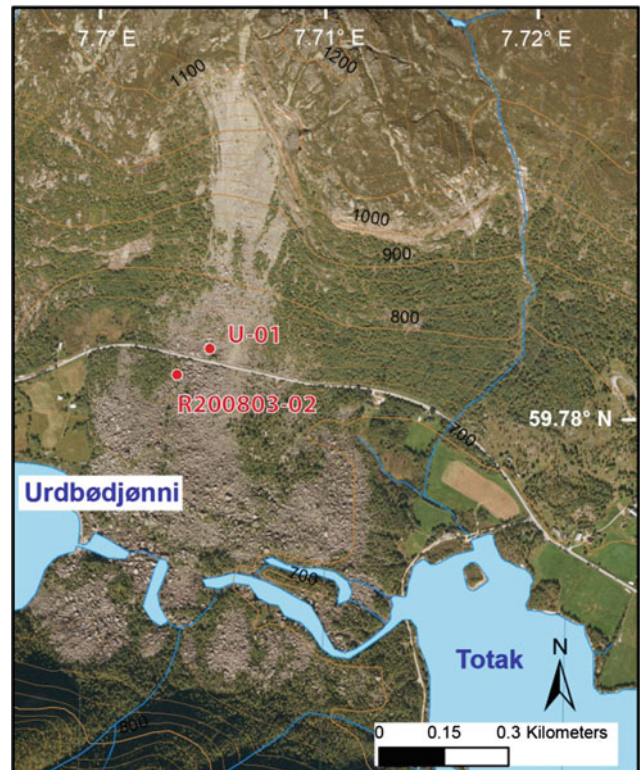 7.7° E
7.71° E
7.72° E
1100
1200
1000
900
800
U-01
R200803-02
59.78° N
700
Urdbødjønni
700
Totak
N
800
0 0.15 0.3 Kilometers